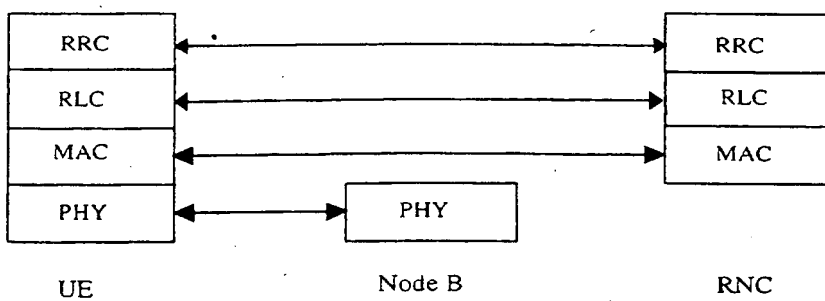 RRC RRC
RLC RLC
MAC MAC
PHY PHY
UE Node B RNC